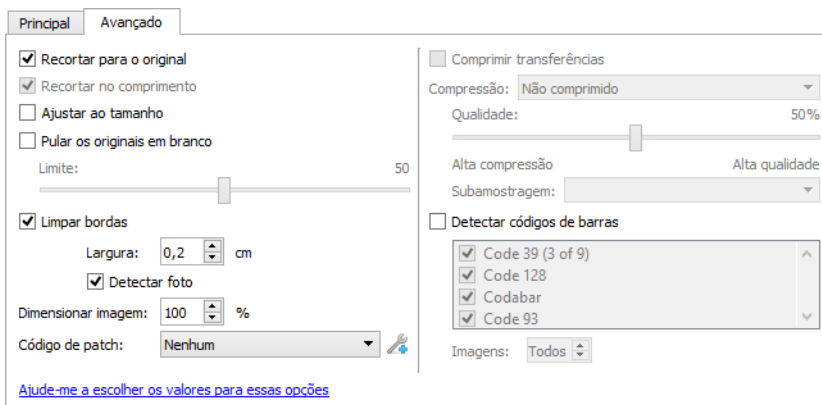 Principal
Avançado
Recortar para o original
Recortar no comprimento
Ajustar ao tamanho
Pular os originais em branco
Limite: 50
Limpar bordas
Largura: 0,2 cm
Detectar foto
Dimensionar imagem: 100 %
Código de patch: Nenhum
Ajude-me a escolher os valores para essas opções
Comprimir transferências
Compressão: Não comprimido
Qualidade: 50%
Alta compressão Alta qualidade
Subamostragem:
Detectar códigos de barras
Code 39 (3 of 9)
Code 128
Codabar
Code 93
Imagens: Todos